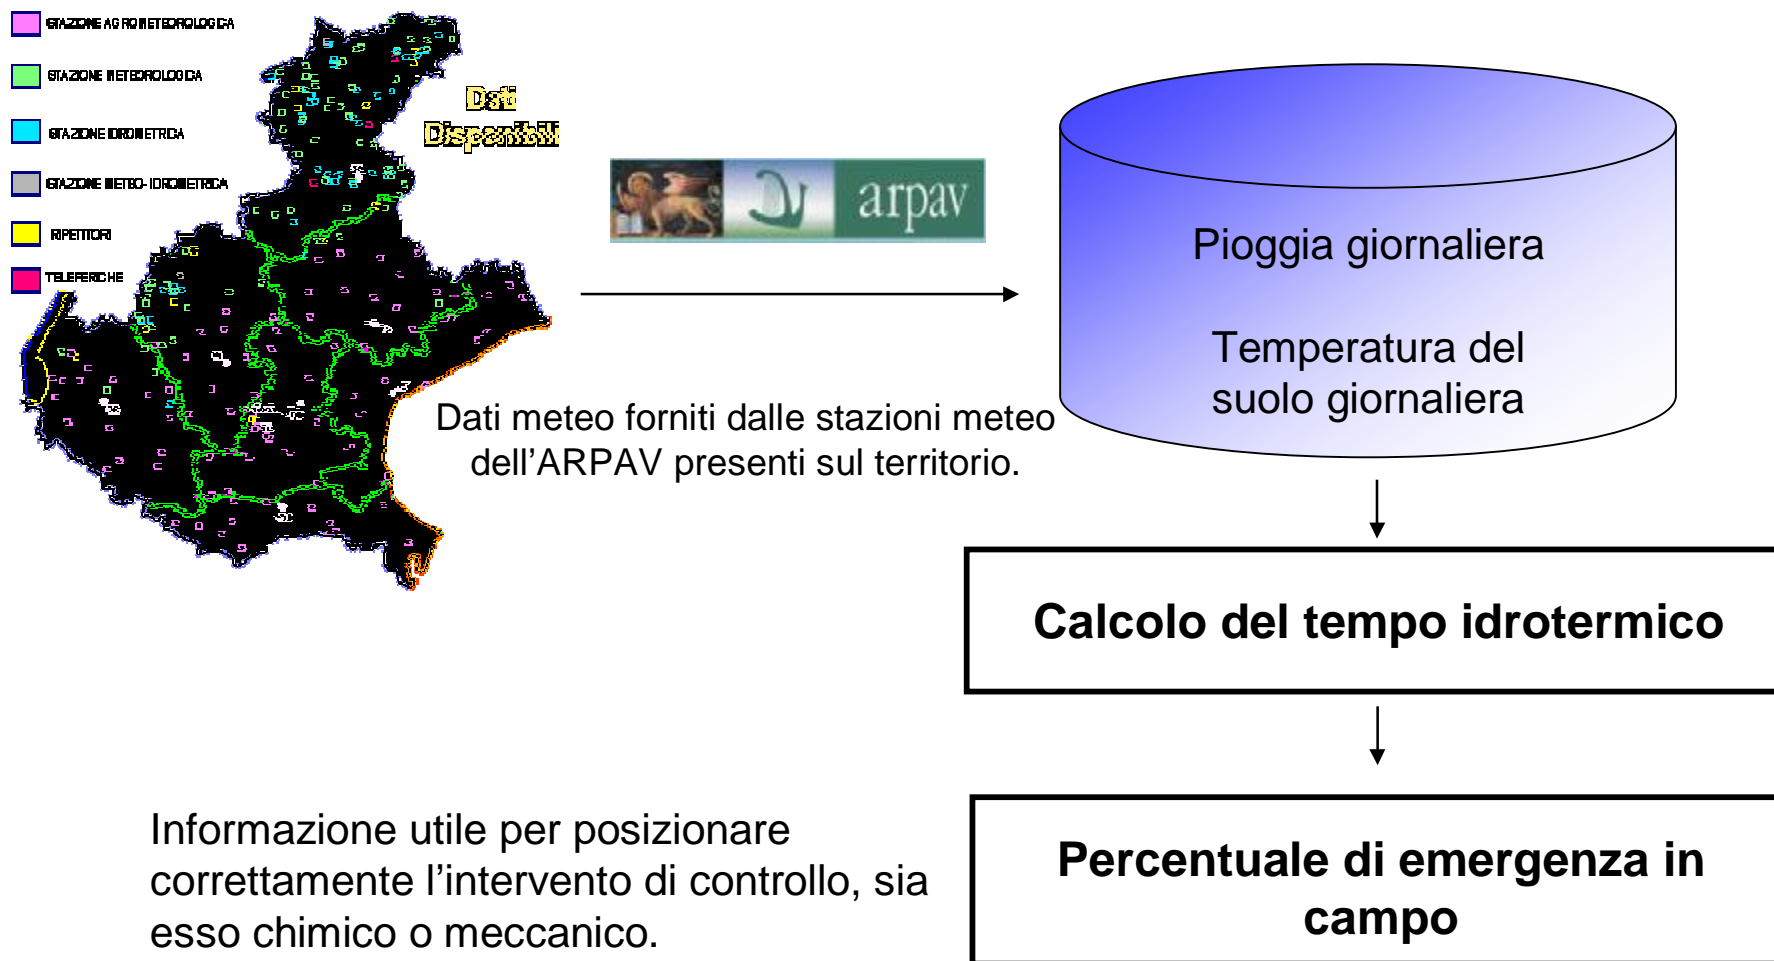 STAZIONE AGROMETEOROLOGICA
STAZIONE METEOROLOGICA
STAZIONE IDROMETRICA
STAZIONE METEO-IDROMETRICA
RIPETITORI
TELEFERICHE
Dati
Disponibili
arpav
Pioggia giornaliera
Temperatura del
suolo giornaliera
Dati meteo forniti dalle stazioni meteo
dell’ARPAV presenti sul territorio.
Calcolo del tempo idrotermico
Informazione utile per posizionare
correttamente l’intervento di controllo, sia
esso chimico o meccanico.
Percentuale di emergenza in
campo